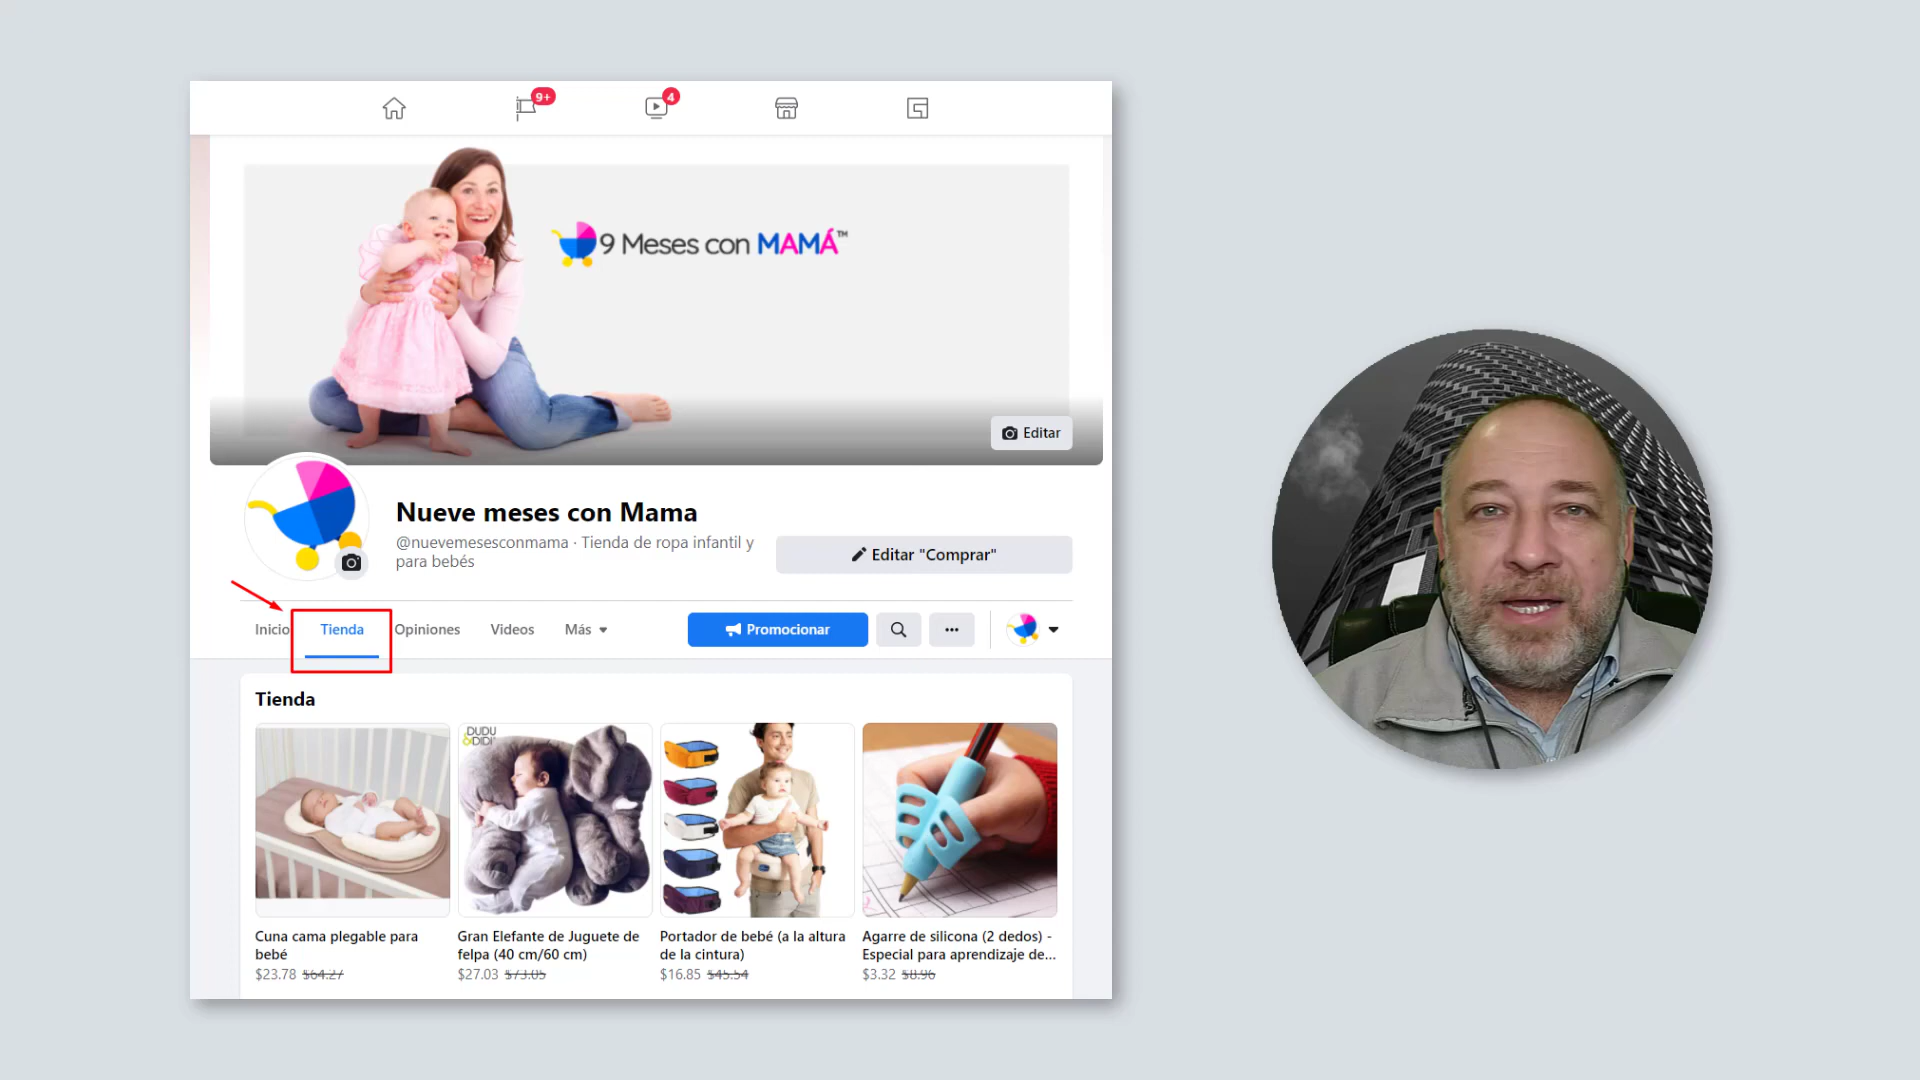 9+
4
9 Meses con MAMÁ™
Editar
Nueve meses con Mama
@nuevemesesconmama · Tienda de ropa infantil y
para bebés
Editar "Comprar"
Inicio
Tienda
Opiniones
Videos
Más
Promocionar
Tienda
DUDU
&DIDI
Cuna cama plegable para
bebé
$23.78 $64.27
Gran Elefante de Juguete de
felpa (40 cm/60 cm)
$27.03 $73.05
Portador de bebé (a la altura
de la cintura)
$16.85 $45.54
Agarre de silicona (2 dedos) -
Especial para aprendizaje de...
$3.32 $8.96